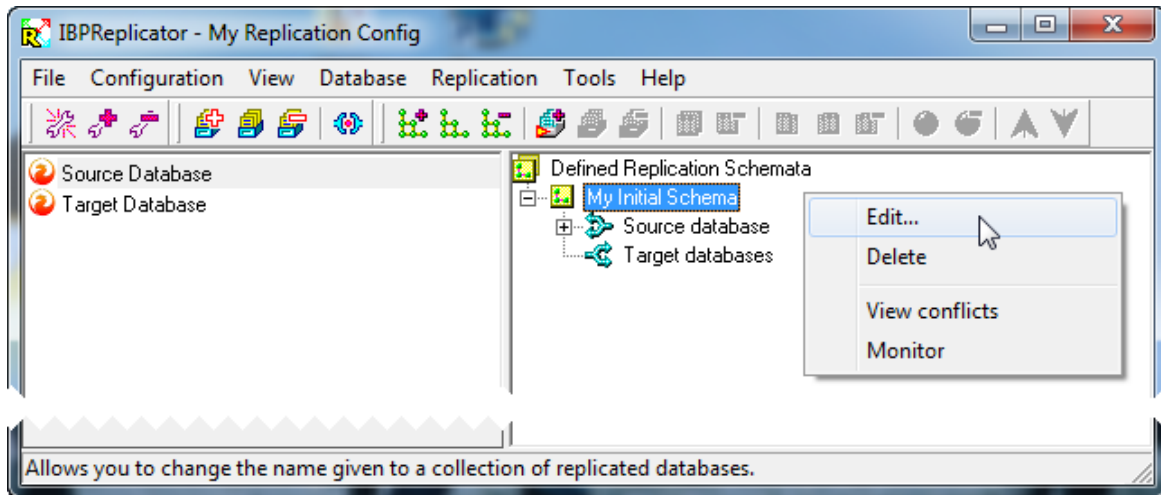 IBPReplicator - My Replication Config
File Configuration View Database Replication Tools Help
Source Database
Target Database
Defined Replication Schemata
My Initial Schema
Source database
Target databases
Edit...
Delete
View conflicts
Monitor
Allows you to change the name given to a collection of replicated databases.